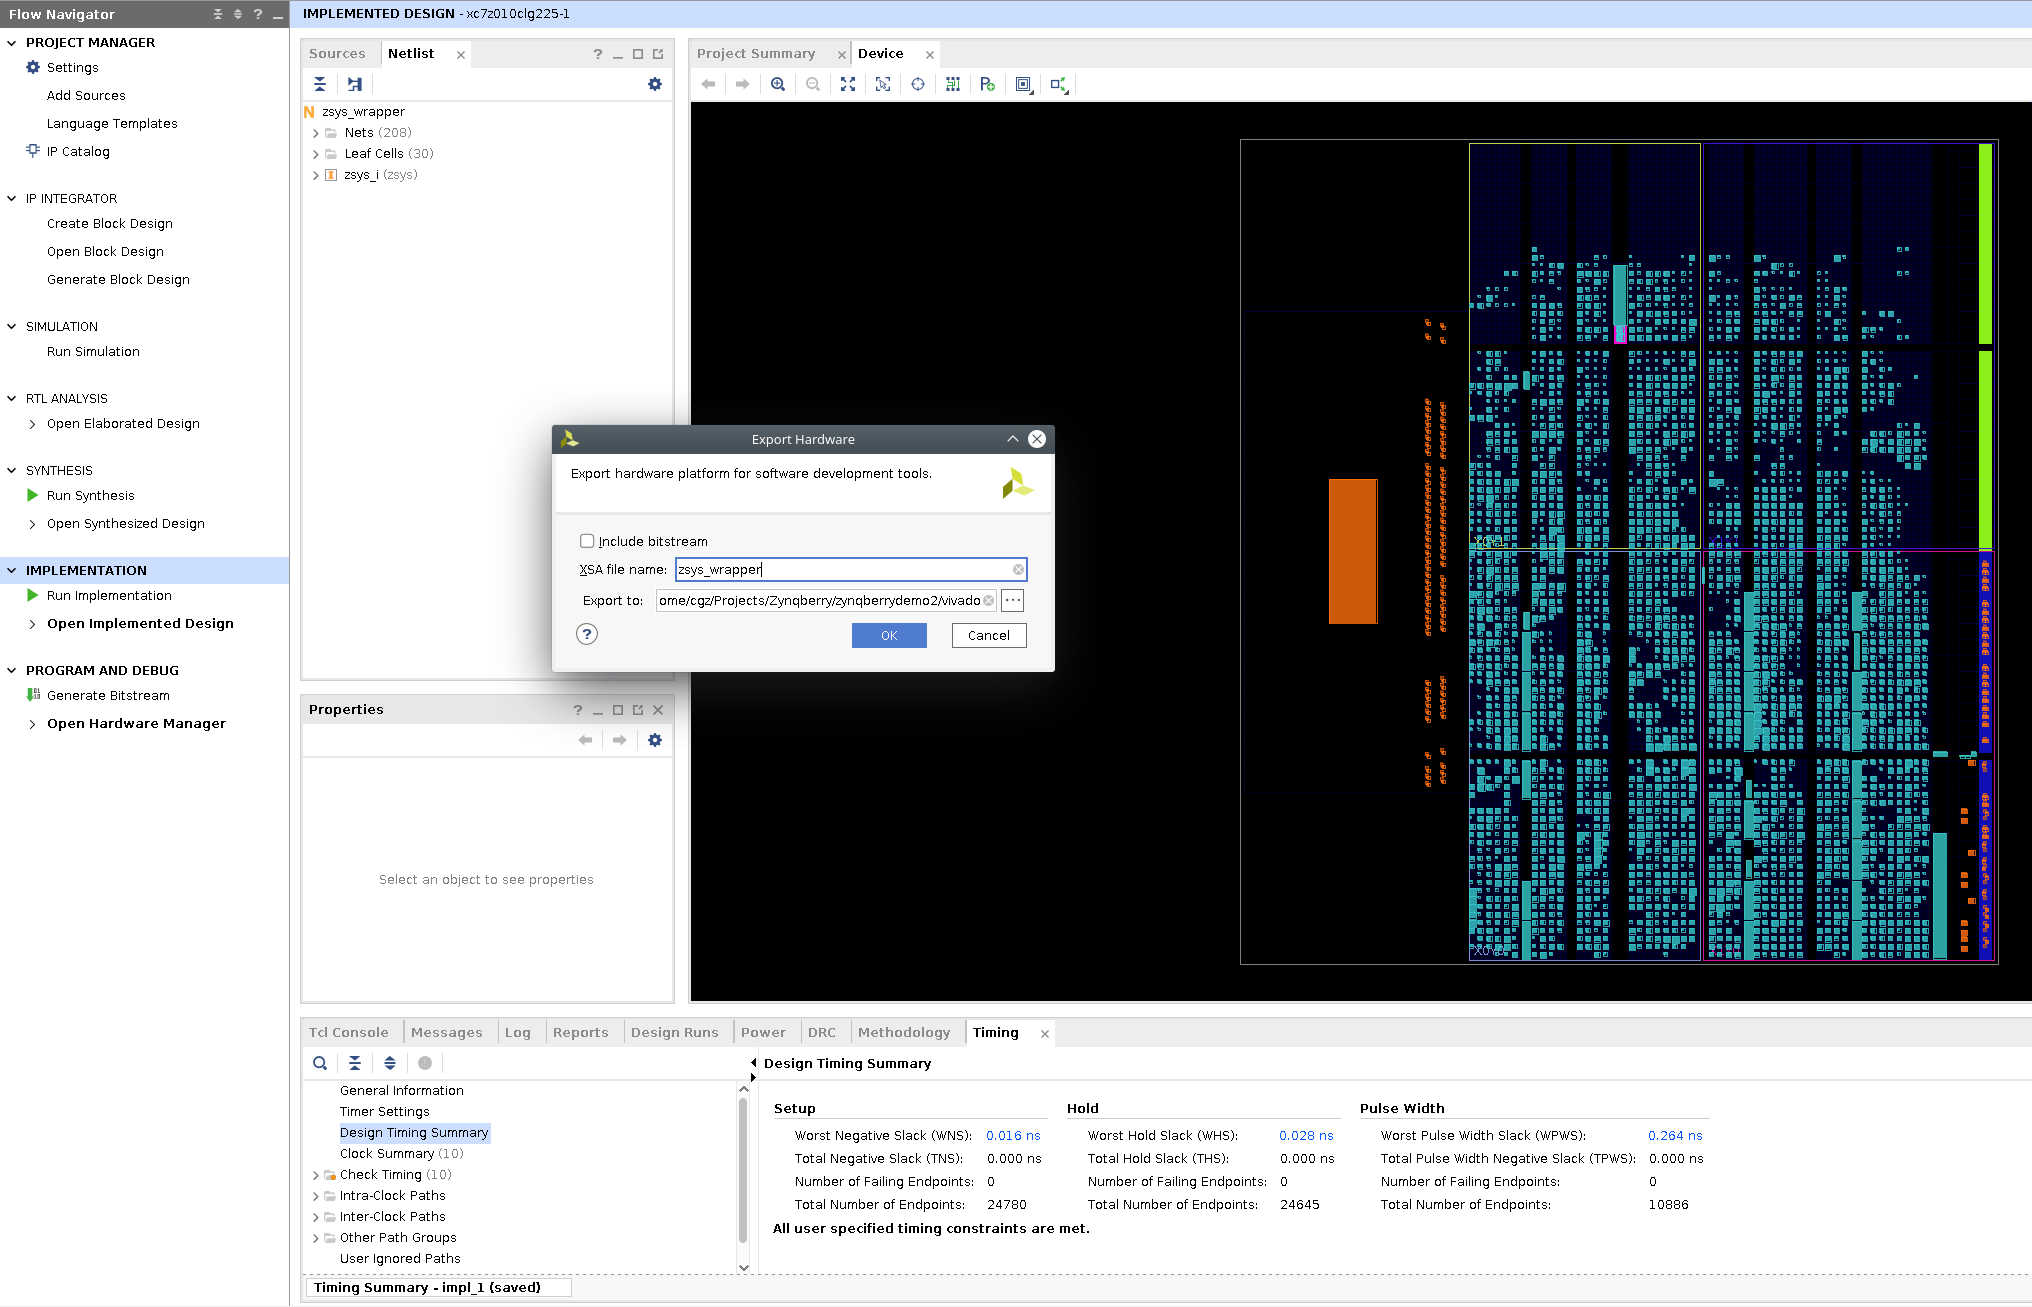 Flow Navigator
PROJECT MANAGER
Settings
Add Sources
Language Templates
IP Catalog
IP INTEGRATOR
Create Block Design
Open Block Design
Generate Block Design
SIMULATION
Run Simulation
RTL ANALYSIS
Open Elaborated Design
SYNTHESIS
Run Synthesis
Open Synthesized Design
IMPLEMENTATION
Run Implementation
Open Implemented Design
PROGRAM AND DEBUG
Generate Bitstream
Open Hardware Manager
IMPLEMENTED DESIGN - xc7z010clg225-1
Sources Netlist
zsys_wrapper
Nets (208)
Leaf Cells (30)
zsys_i (zsys)
Project Summary Device
Export Hardware
Export hardware platform for software development tools.
Include bitstream
XSA file name: zsys_wrapper
Export to: ome/cgz/Projects/Zynqberry/zynqberrydemo2/vivado
OK Cancel
Properties
Select an object to see properties
Tcl Console Messages Log Reports Design Runs Power DRC Methodology Timing
General Information
Timer Settings
Design Timing Summary
Clock Summary (10)
Check Timing (10)
Intra-Clock Paths
Inter-Clock Paths
Other Path Groups
User Ignored Paths
Design Timing Summary
Setup Hold Pulse Width
Worst Negative Slack (WNS): 0.016 ns Worst Hold Slack (WHS): 0.028 ns Worst Pulse Width Slack (WPWS): 0.264 ns
Total Negative Slack (TNS): 0.000 ns Total Hold Slack (THS): 0.000 ns Total Pulse Width Negative Slack (TPWS): 0.000 ns
Number of Failing Endpoints: 0 Number of Failing Endpoints: 0 Number of Failing Endpoints: 0
Total Number of Endpoints: 24780 Total Number of Endpoints: 24645 Total Number of Endpoints: 10886
All user specified timing constraints are met.
Timing Summary - impl_1 (saved)